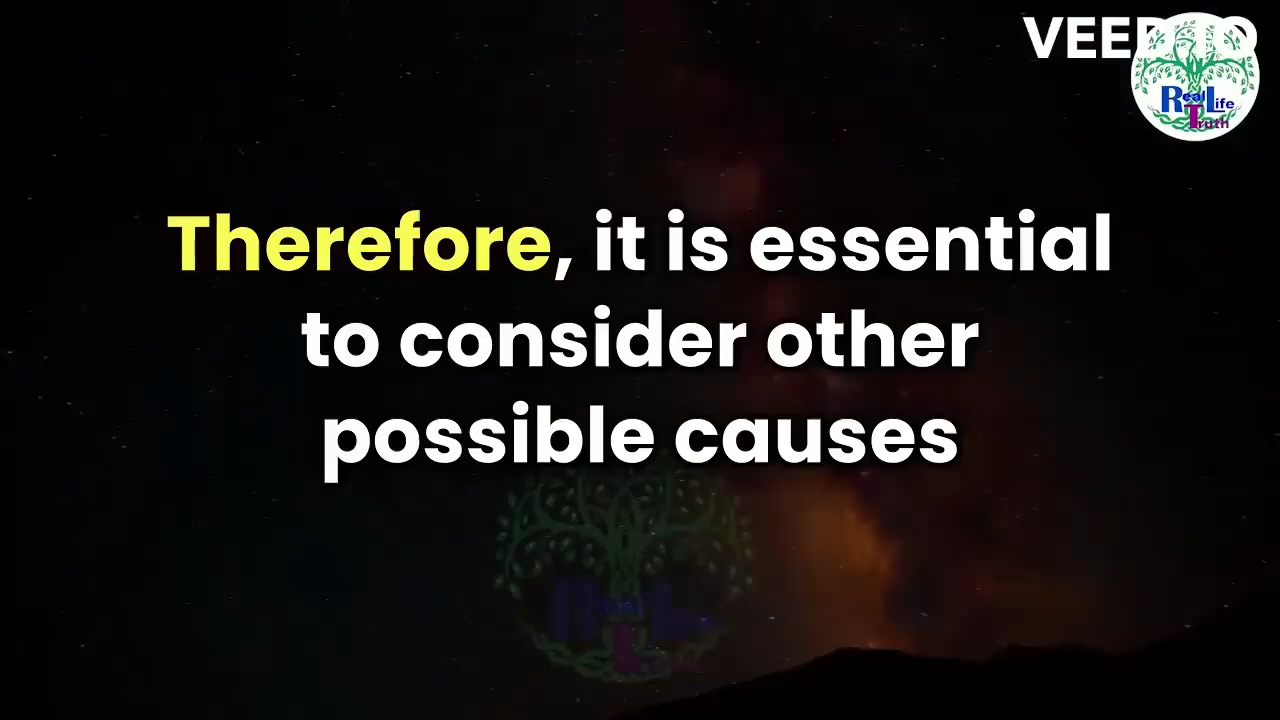 Real Life
Truth
Therefore, it is essential
to consider other
possible causes